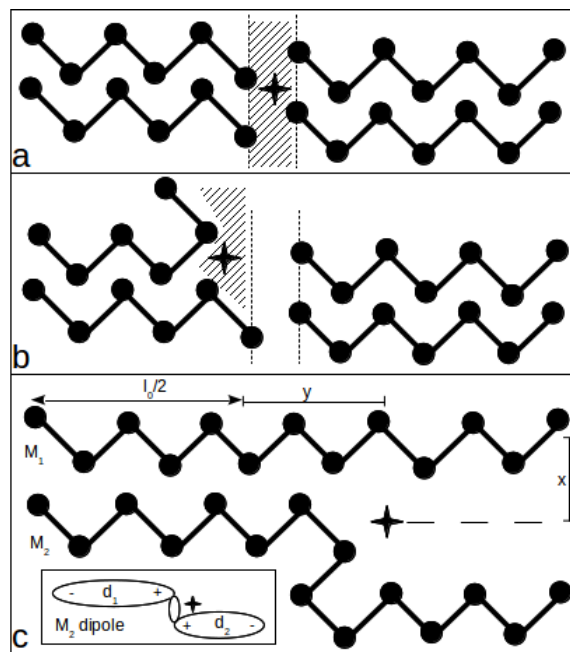 a
b
l₀/2
y
M₁
x
M₂
- d₁ +
+ d₂ -
M₂ dipole
c